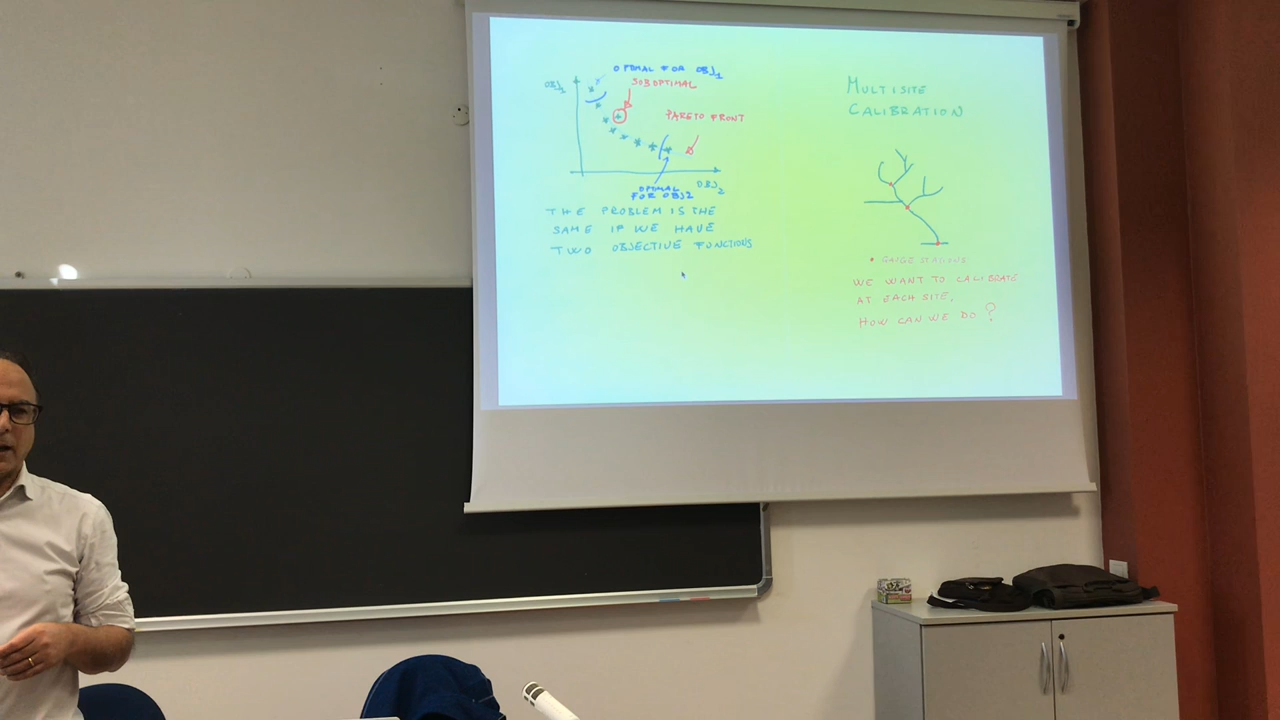 OPTIMAL FOR OBJ1
OBJ1
SUBOPTIMAL
PARETO FRONT
OBJ2
OPTIMAL
FOR OBJ2
THE PROBLEM IS THE
SAME IF WE HAVE
TWO OBJECTIVE FUNCTIONS
MULTISITE
CALIBRATION
• GAUGE STATIONS
WE WANT TO CALIBRATE
AT EACH SITE,
HOW CAN WE DO ?